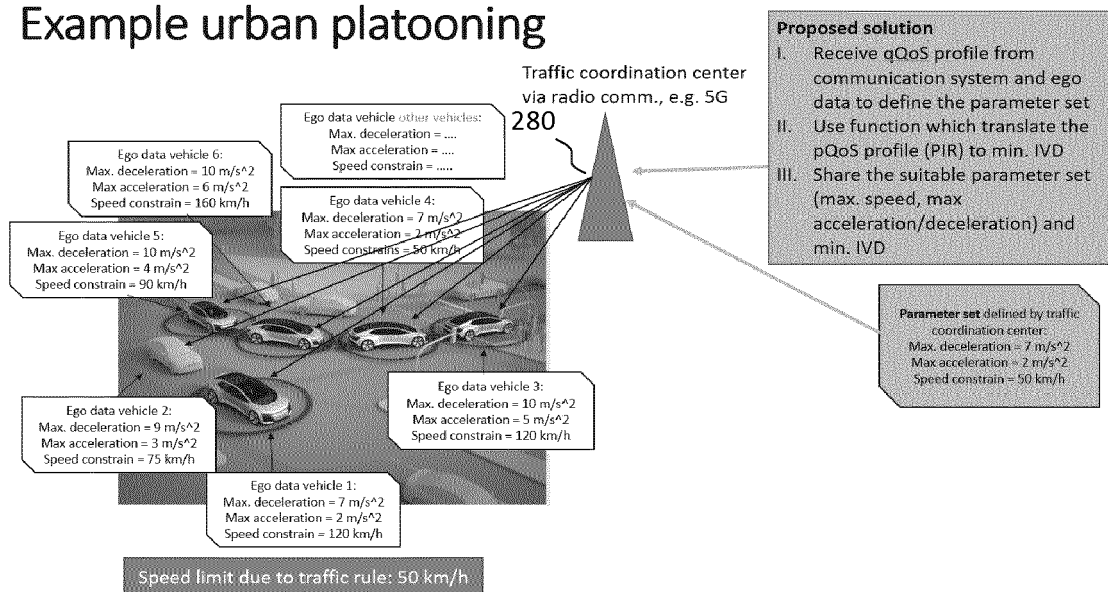 Example urban platooning
Traffic coordination center
via radio comm., e.g. 5G
280
Proposed solution
I. Receive qQoS profile from
communication system and ego
data to define the parameter set
II. Use function which translate the
pQoS profile (PIR) to min. IVD
III. Share the suitable parameter set
(max. speed, max
acceleration/deceleration) and
min. IVD
Ego data vehicle other vehicles:
Max. deceleration = ....
Max. acceleration = ....
Speed constrain = .....
Ego data vehicle 6:
Max. deceleration = 10 m/s^2
Max acceleration = 6 m/s^2
Speed constrain = 160 km/h
Ego data vehicle 4:
Max. deceleration = 7 m/s^2
Max acceleration = 2 m/s^2
Speed constrains = 50 km/h
Ego data vehicle 5:
Max. deceleration = 10 m/s^2
Max acceleration = 4 m/s^2
Speed constrain = 90 km/h
Parameter set defined by traffic
coordination center:
Max. deceleration = 7 m/s^2
Max acceleration = 2 m/s^2
Speed constrain = 50 km/h
Ego data vehicle 3:
Max. deceleration = 10 m/s^2
Max acceleration = 5 m/s^2
Speed constrain = 120 km/h
Ego data vehicle 2:
Max. deceleration = 9 m/s^2
Max acceleration = 3 m/s^2
Speed constrain = 75 km/h
Ego data vehicle 1:
Max. deceleration = 7 m/s^2
Max acceleration = 2 m/s^2
Speed constrain = 120 km/h
Speed limit due to traffic rule: 50 km/h